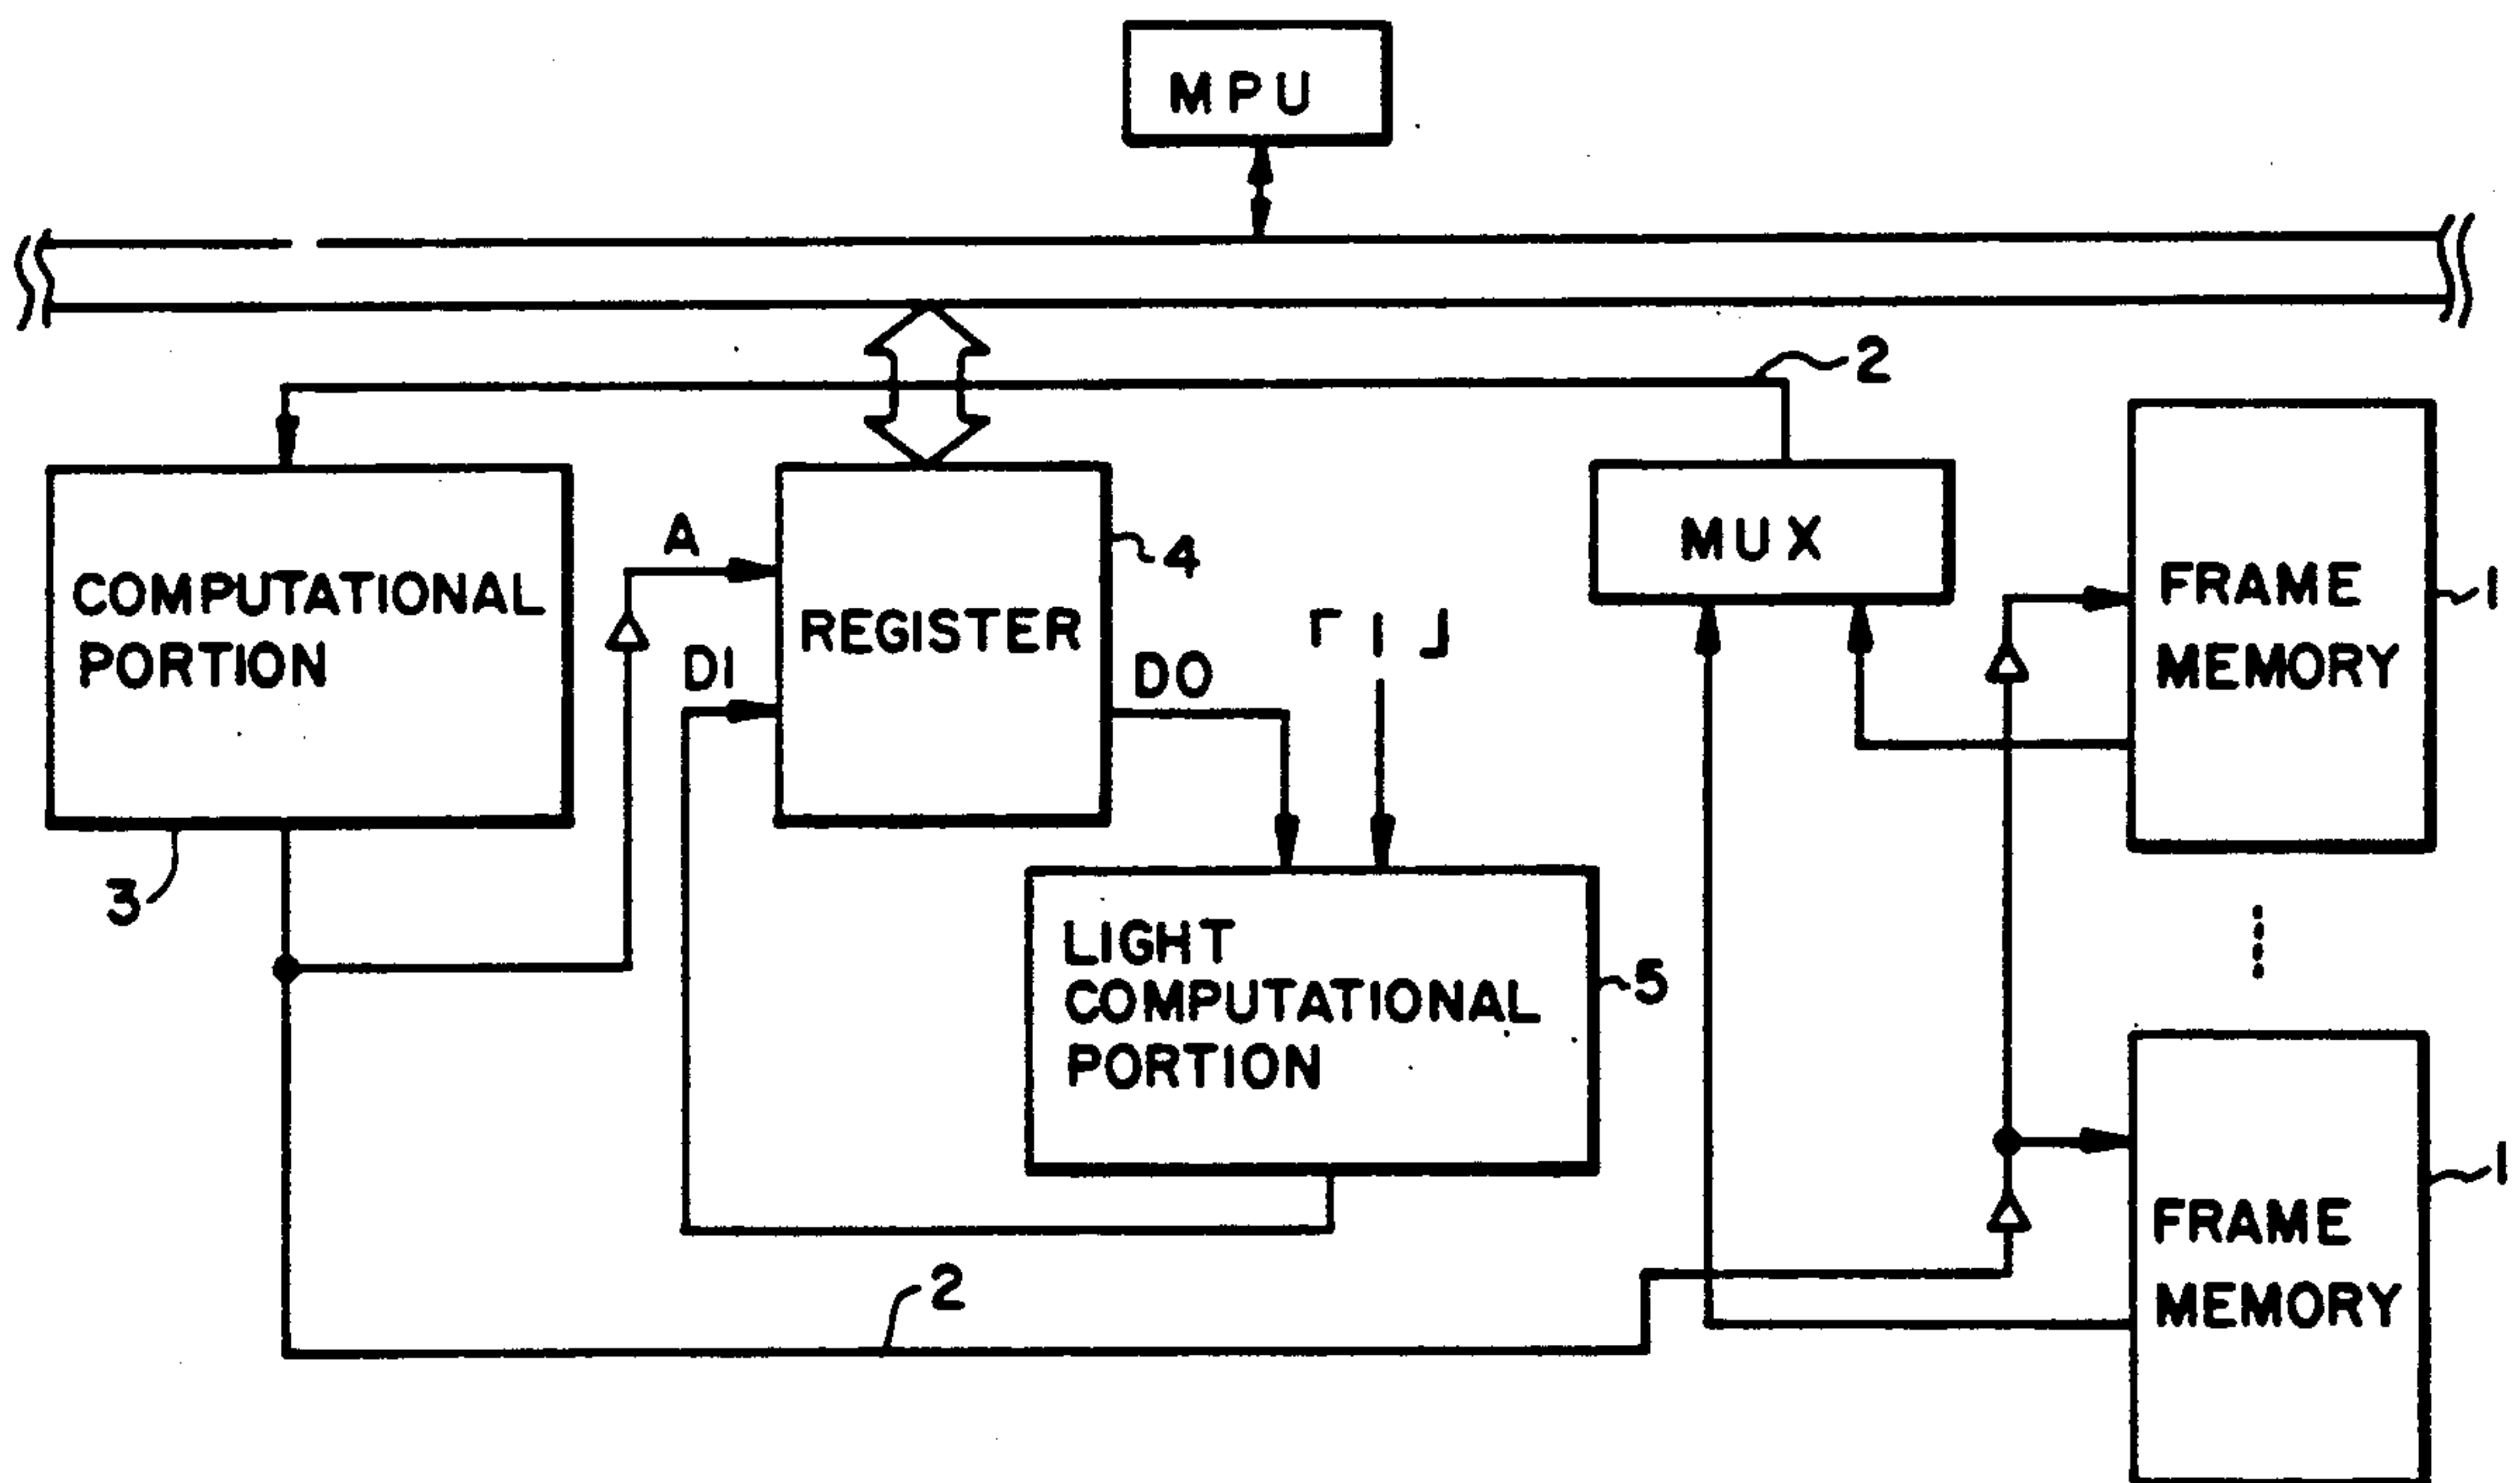 MPU
2
COMPUTATIONAL
PORTION
3
A
DI
REGISTER
4
DO
「 1 」
MUX
FRAME
MEMORY
1
LIGHT
COMPUTATIONAL
PORTION
5
FRAME
MEMORY
1
2